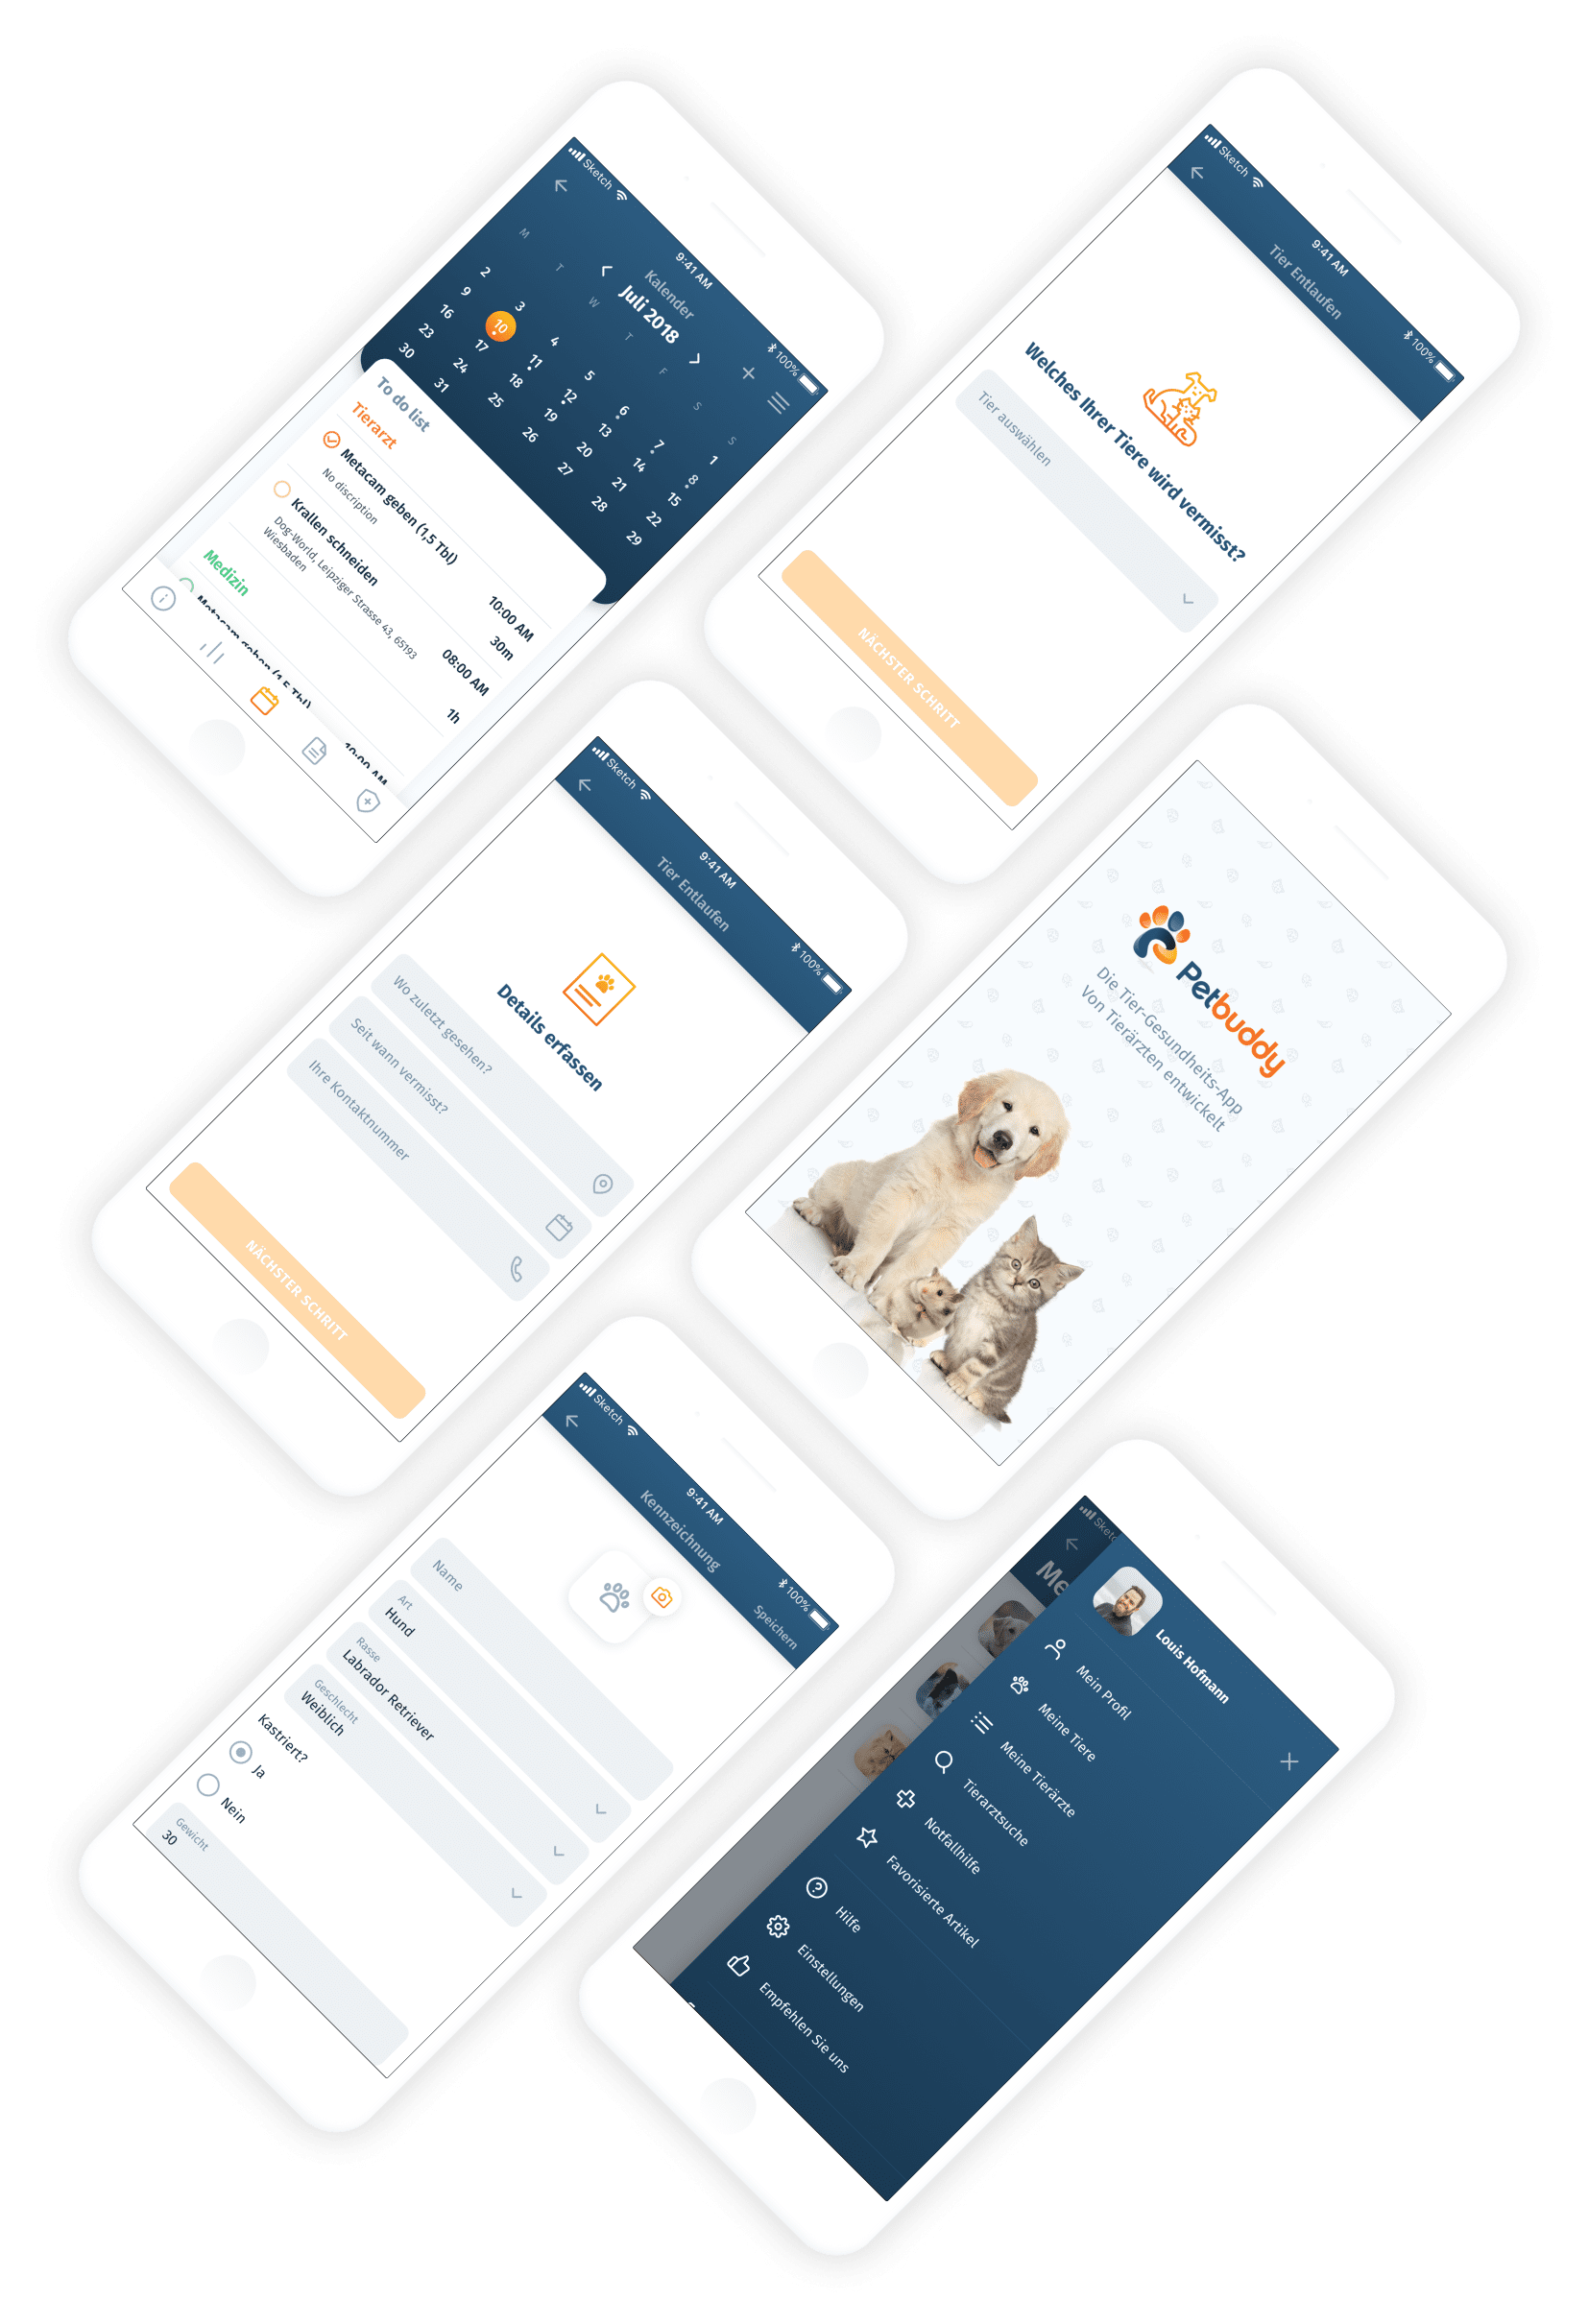 Sketch
9:41 AM
100%
Kalender
Juli 2018
M T W T F S S
1
2 3 4 5 6 7 8
9 10 11 12 13 14 15
16 17 18 19 20 21 22
23 24 25 26 27 28 29
30 31
To do list
Tierarzt
Metacam geben (1,5 Tbl) 10:00 AM
No discription 30m
Krallen schneiden 08:00 AM
Dog-World, Leipziger Strasse 43, 65193 1h
Wiesbaden
Medizin
Metacam geben (1,5 Tbl) 10:00 AM
Sketch
9:41 AM
100%
Tier Entlaufen
Welches Ihrer Tiere wird vermisst?
Tier auswählen
NÄCHSTER SCHRITT
Sketch
9:41 AM
100%
Tier Entlaufen
Details erfassen
Wo zuletzt gesehen?
Seit wann vermisst?
Ihre Kontaktnummer
NÄCHSTER SCHRITT
Petbuddy
Die Tier-Gesundheits-App
Von Tierärzten entwickelt
Sketch
9:41 AM
100%
Kennzeichnung
Speichern
Name
Art
Hund
Rasse
Labrador Retriever
Geschlecht
Weiblich
Kastriert?
Ja
Nein
Gewicht
30
Sketc
Me
Louis Hofmann
Mein Profil
Meine Tiere
Meine Tierärzte
Tierarztsuche
Notfallhilfe
Favorisierte Artikel
Hilfe
Einstellungen
Empfehlen Sie uns